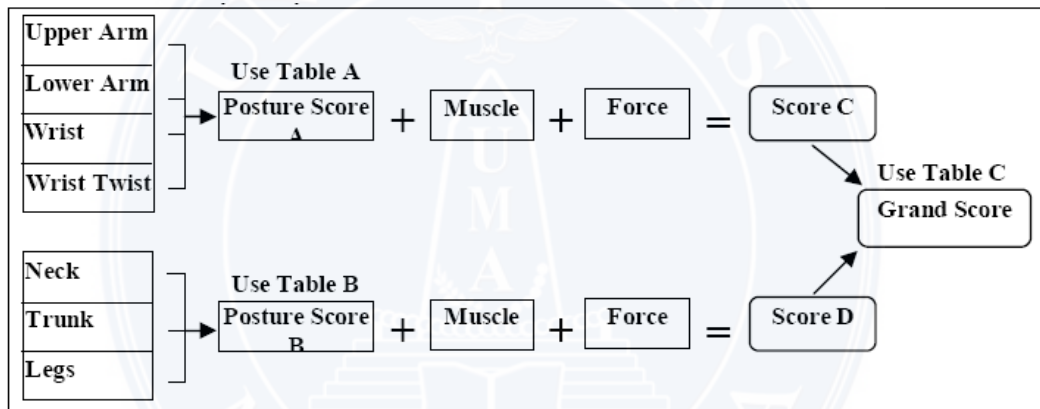 Upper Arm
Lower Arm
Wrist
Wrist Twist
Use Table A
Posture Score
A
+ Muscle + Force = Score C
Use Table C
Grand Score
Neck
Trunk
Legs
Use Table B
Posture Score
B
+ Muscle + Force = Score D
U
M
A